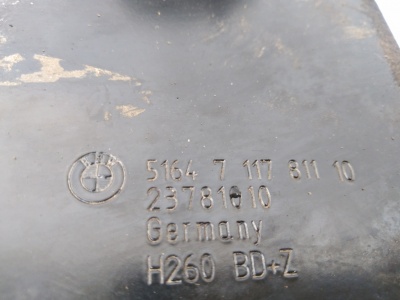 BMW
5164 7 117 811 10
23781010
Germany
H260 BD+Z